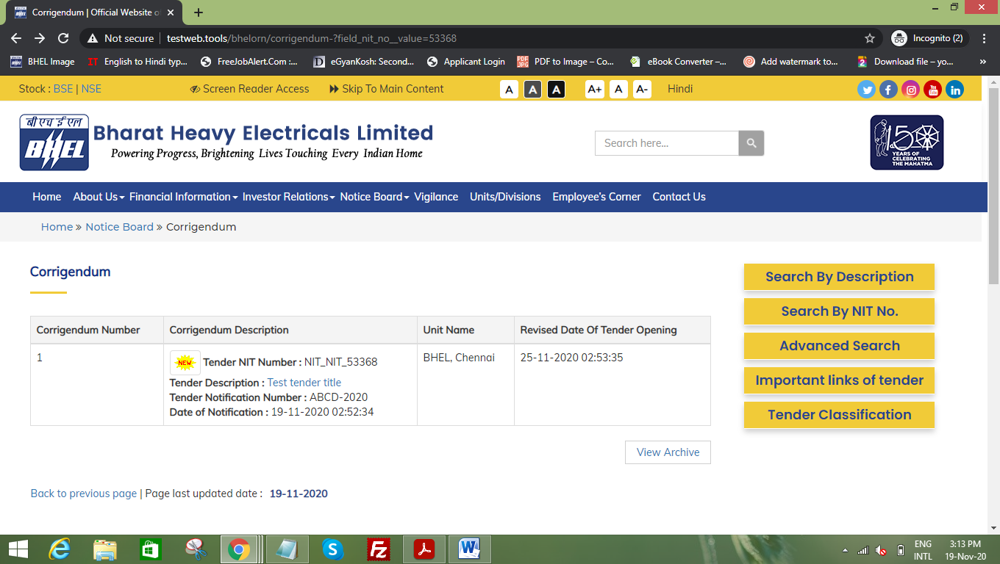 Corrigendum | Official Website o
Not secure | testweb.tools/bhelorn/corrigendum-?field_nit_no__value=53368
Incognito (2)
BHEL Image
IT English to Hindi typ...
FreeJobAlert.Com :...
D eGyanKosh: Second...
Applicant Login
PDF to Image – Co...
eBook Converter –...
Add watermark to...
2 Download file – yo...
»
Stock : BSE | NSE
Screen Reader Access
Skip To Main Content
A A A A+ A A-
Hindi
बी एच ई एल
BHEL
Bharat Heavy Electricals Limited
Powering Progress, Brightening Lives Touching Every Indian Home
Search here...
150
YEARS OF
CELEBRATING
THE MAHATMA
Home About Us Financial Information Investor Relations Notice Board Vigilance Units/Divisions Employee's Corner Contact Us
Home » Notice Board » Corrigendum
Corrigendum
Corrigendum Number Corrigendum Description Unit Name Revised Date Of Tender Opening
1 NEW Tender NIT Number : NIT_NIT_53368 BHEL, Chennai 25-11-2020 02:53:35
Tender Description : Test tender title
Tender Notification Number : ABCD-2020
Date of Notification : 19-11-2020 02:52:34
View Archive
Back to previous page | Page last updated date : 19-11-2020
Search By Description
Search By NIT No.
Advanced Search
Important links of tender
Tender Classification
ENG
INTL
3:13 PM
19-Nov-20